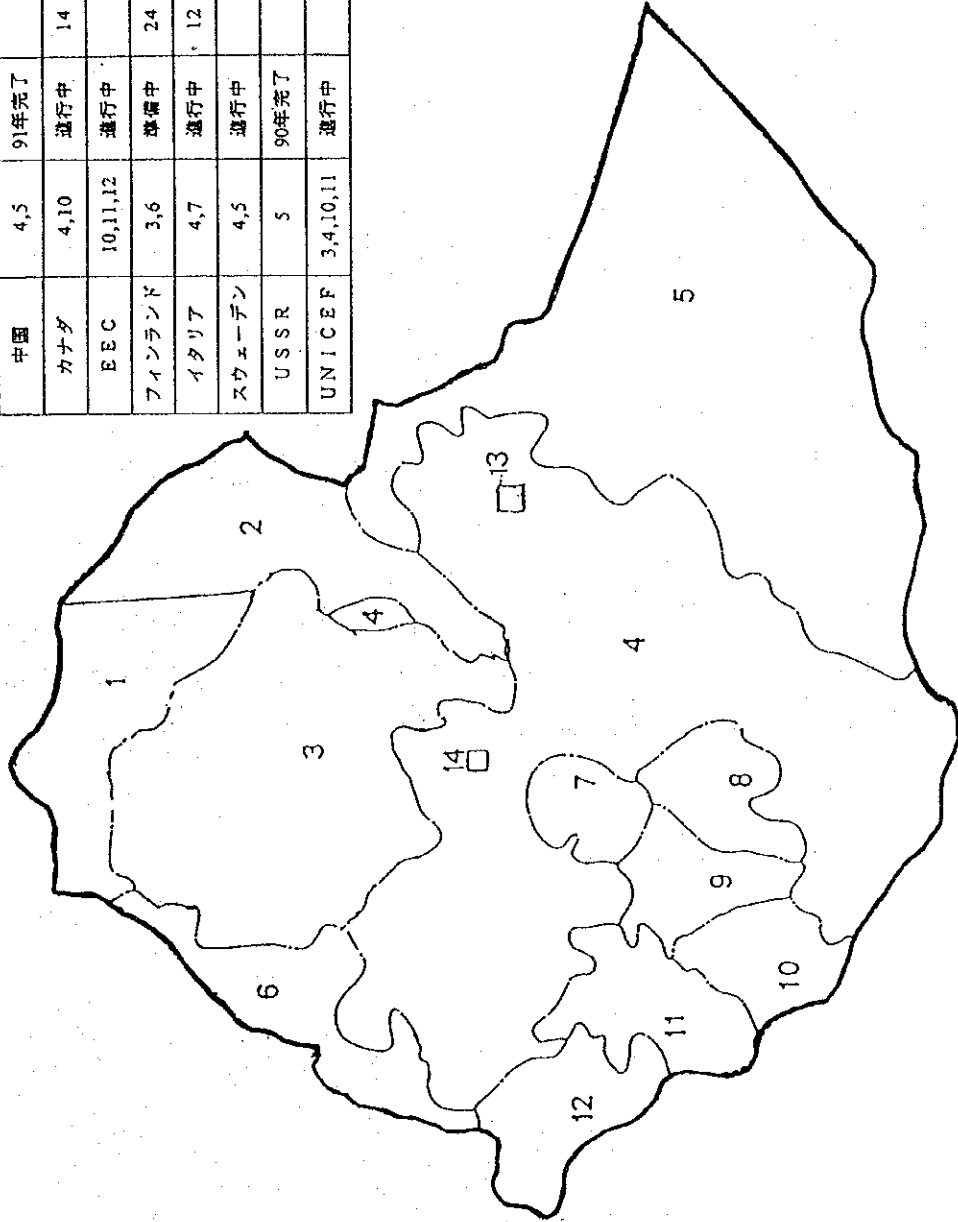 中国 4,5 91年完了
カナダ 4,10 進行中 14
EEC 10,11,12 進行中
フィンランド 3,6 準備中 24
イタリア 4,7 進行中 12
スウェーデン 4,5 進行中
USSR 5 90年完了
UNICEF 3,4,10,11 進行中
1
2
6
3
4
14
13
12
7
4
11
5
9
8
10